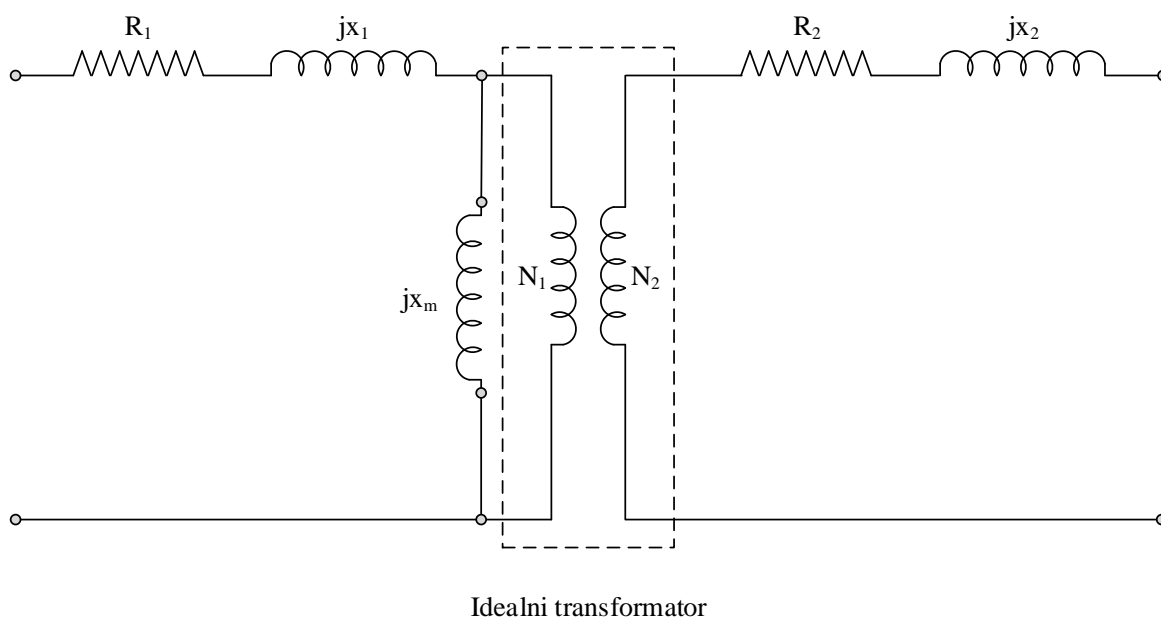 R₁ jx₁ R₂ jx₂
N₁ N₂
jxₘ
Idealni transformator